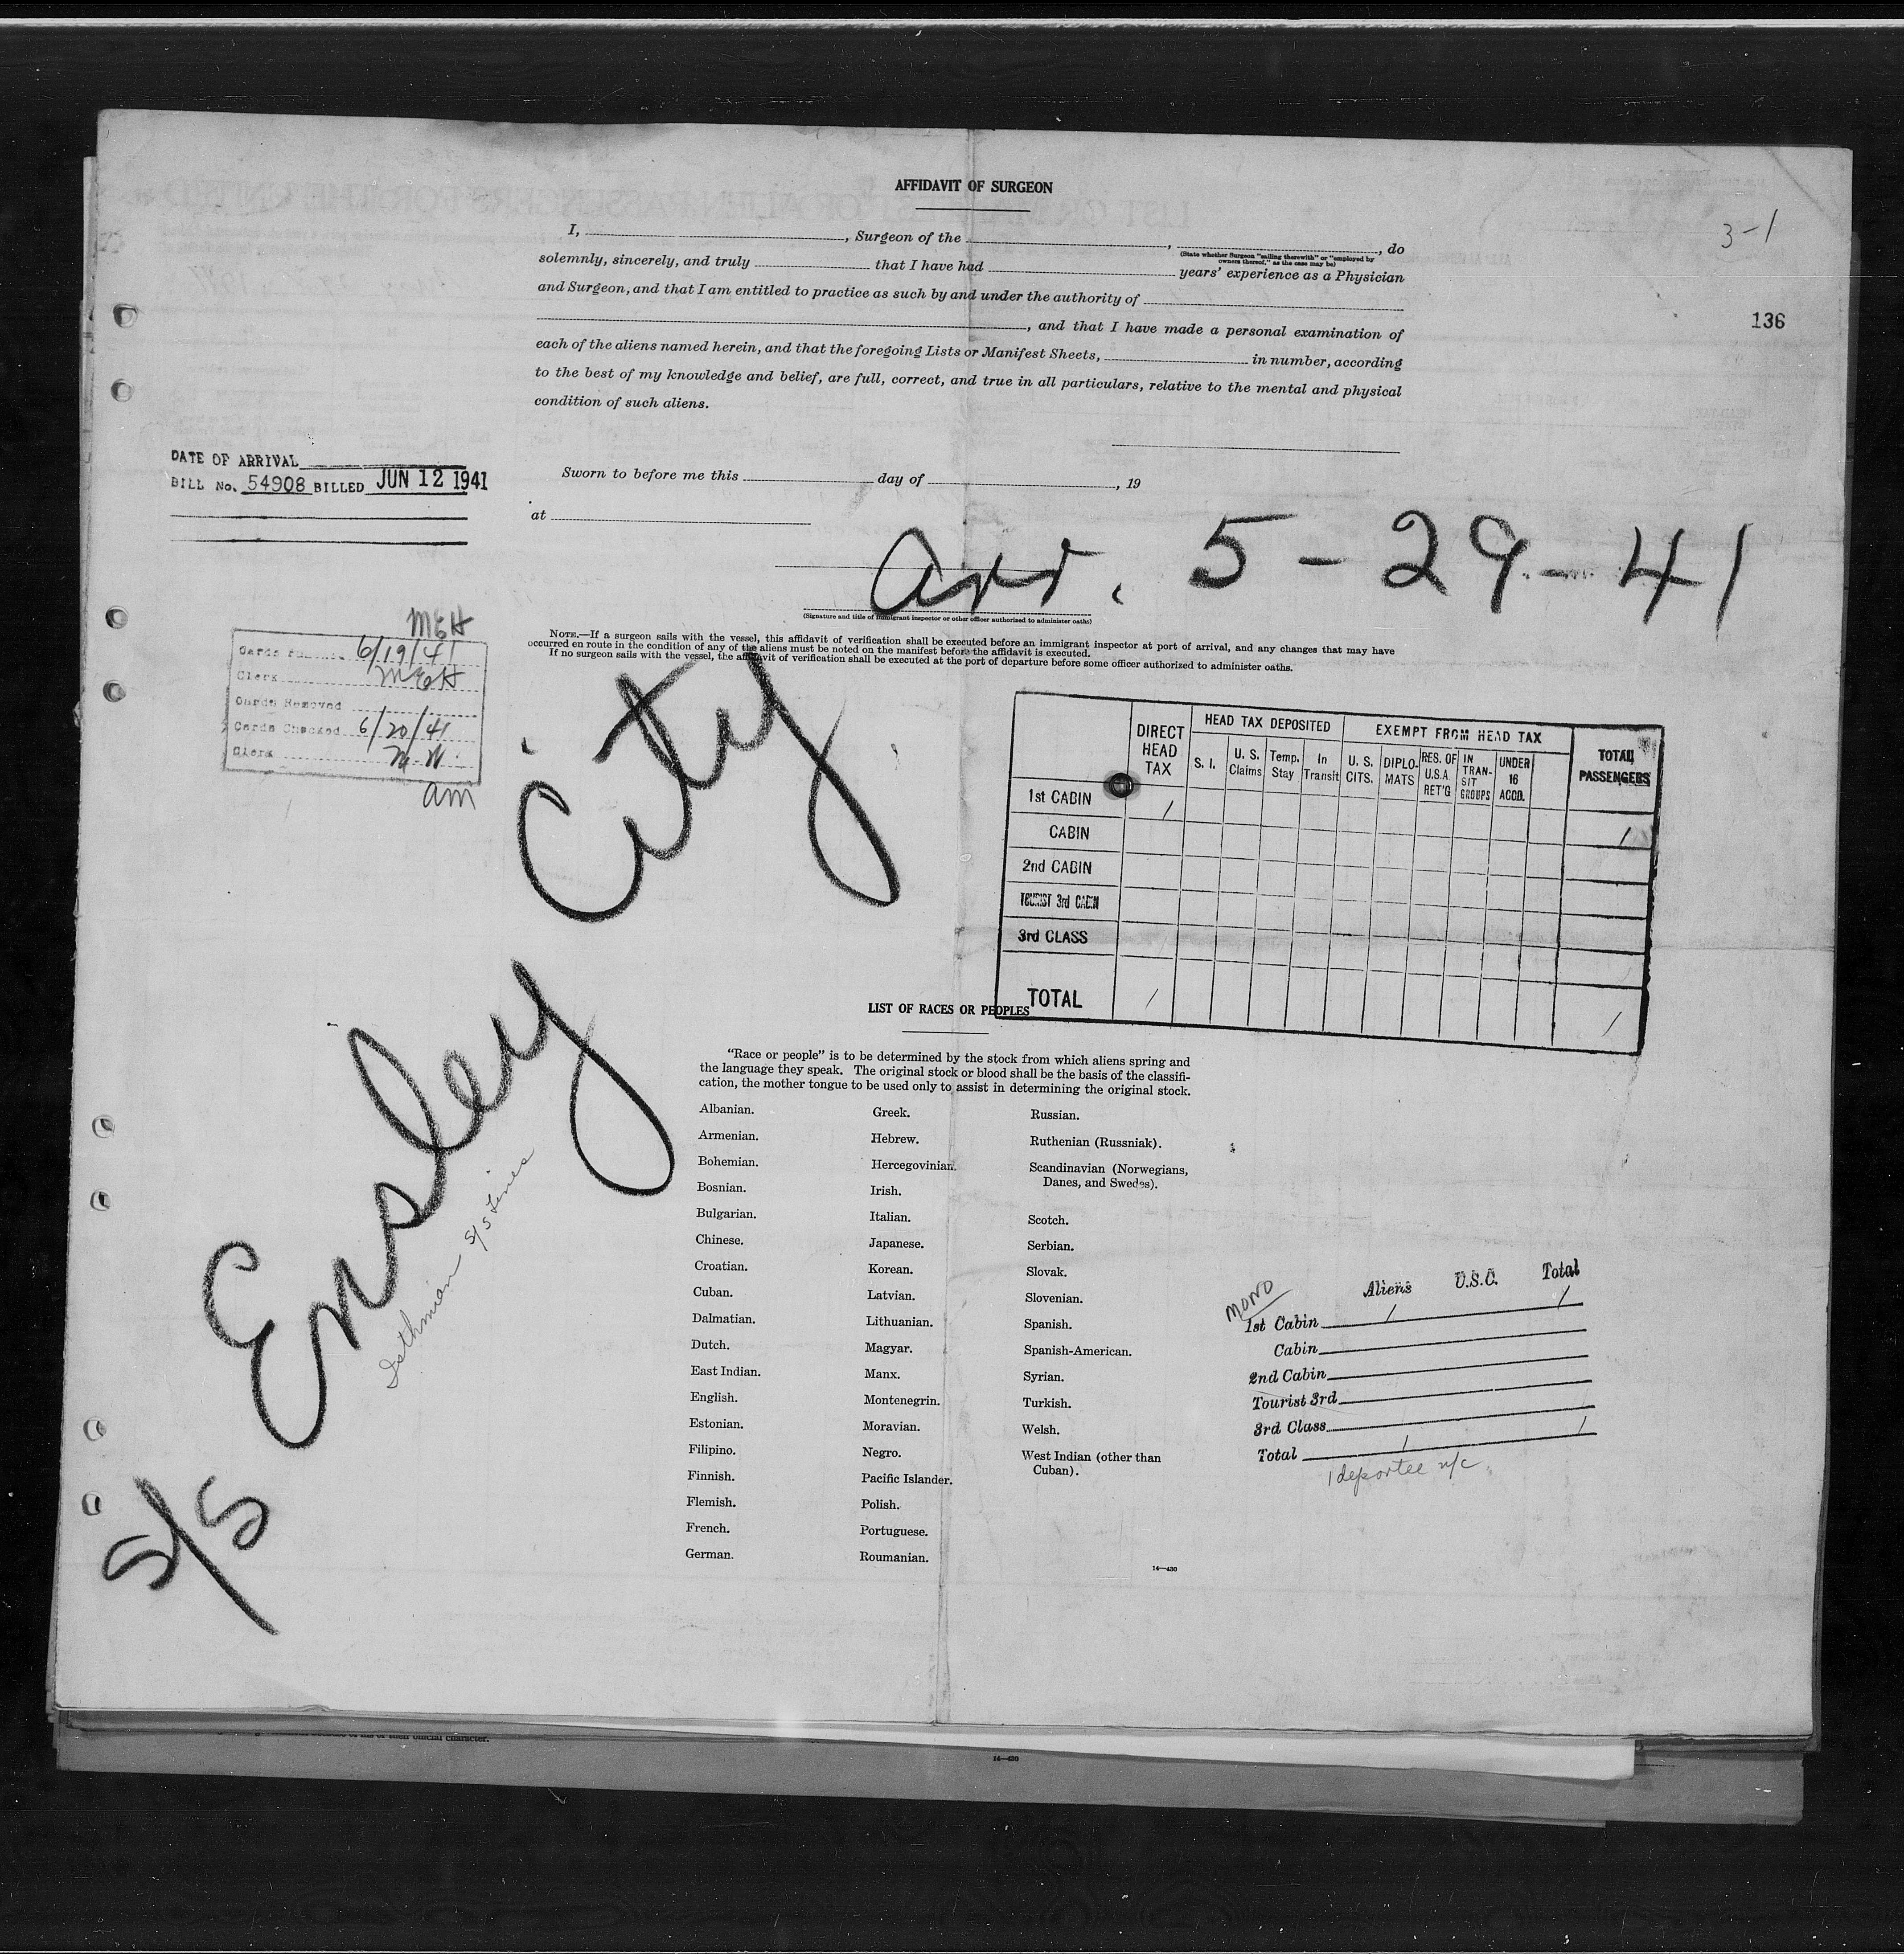 AFFIDAVIT OF SURGEON
3-1
136
I, , Surgeon of the , , do
(State whether Surgeon "sailing therewith" or "employed by
owners thereof," as the case may be)
solemnly, sincerely, and truly that I have had years' experience as a Physician
and Surgeon, and that I am entitled to practice as such by and under the authority of
, and that I have made a personal examination of
each of the aliens named herein, and that the foregoing Lists or Manifest Sheets, in number, according
to the best of my knowledge and belief, are full, correct, and true in all particulars, relative to the mental and physical
condition of such aliens.
DATE OF ARRIVAL
BILL No. 54908 BILLED JUN 12 1941
Sworn to before me this day of , 19
at
Arr. 5-29-41
(Signature and title of immigrant inspector or other officer authorized to administer oaths)
NOTE.—If a surgeon sails with the vessel, this affidavit of verification shall be executed before an immigrant inspector at port of arrival, and any changes that may have
occurred en route in the condition of any of the aliens must be noted on the manifest before the affidavit is executed.
If no surgeon sails with the vessel, the affidavit of verification shall be executed at the port of departure before some officer authorized to administer oaths.
MEH
Cards 6/19/41
Clerk MEH
Cards Removed
Cards Checked 6/20/41
Clerk M.W.
am
S/S Ensley City
Isthmian S/S Lines
DIRECT HEAD TAX
HEAD TAX DEPOSITED
EXEMPT FROM HEAD TAX
TOTAL PASSENGERS
S. I.
U. S. Claims
Temp. Stay
In Transit
U. S. CITS.
DIPLO-MATS
RES. OF U.S.A. RET'G
IN TRAN-SIT GROUPS
UNDER 16 ACCD.
1st CABIN 1
CABIN 1
2nd CABIN
TOURIST 3rd CABIN
3rd CLASS
TOTAL 1 1
LIST OF RACES OR PEOPLES
"Race or people" is to be determined by the stock from which aliens spring and
the language they speak. The original stock or blood shall be the basis of the classifi-
cation, the mother tongue to be used only to assist in determining the original stock.
Albanian.
Armenian.
Bohemian.
Bosnian.
Bulgarian.
Chinese.
Croatian.
Cuban.
Dalmatian.
Dutch.
East Indian.
English.
Estonian.
Filipino.
Finnish.
Flemish.
French.
German.
Greek.
Hebrew.
Hercegovinian.
Irish.
Italian.
Japanese.
Korean.
Latvian.
Lithuanian.
Magyar.
Manx.
Montenegrin.
Moravian.
Negro.
Pacific Islander.
Polish.
Portuguese.
Roumanian.
Russian.
Ruthenian (Russniak).
Scandinavian (Norwegians,
Danes, and Swedes).
Scotch.
Serbian.
Slovak.
Slovenian.
Spanish.
Spanish-American.
Syrian.
Turkish.
Welsh.
West Indian (other than
Cuban).
MONO
Aliens U.S.C. Total
1st Cabin 1 1
Cabin
2nd Cabin
Tourist 3rd
3rd Class
Total 1 1
1 deportee n/c
14—430
14—430